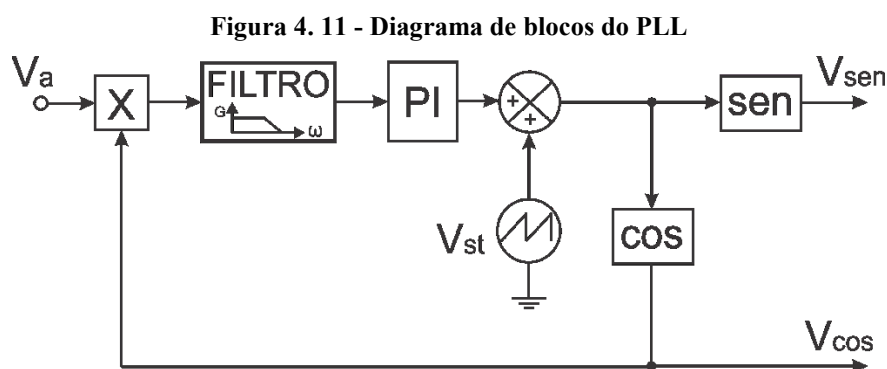 Figura 4. 11 - Diagrama de blocos do PLL
Va
X
FILTRO
G
ω
PI
+
+
sen
Vsen
Vst
cos
Vcos